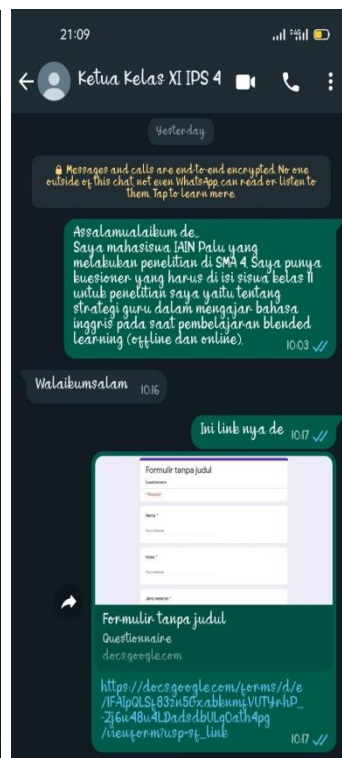 21:09
Ketua Kelas XI IPS 4
Yesterday
Messages and calls are end-to-end encrypted. No one
outside of this chat, not even WhatsApp, can read or listen to
them. Tap to learn more.
Assalamualaikum de..
Saya mahasiswa IAIN Palu yang
melakukan penelitian di SMA 4. Saya punya
kuesioner yang harus di isi siswa kelas 11
untuk penelitian saya yaitu tentang
strategi guru dalam mengajar bahasa
inggris pada saat pembelajaran blended
learning (offline dan online).
10:03
Walaikumsalam
10:16
Ini link nya de
10:17
Formulir tanpa judul
Questionnaire
* Required
Nama *
Kelas *
Formulir tanpa judul
Questionnaire
docs.google.com
https://docs.google.com/forms/d/e
/viewform?usp=sf_link
10:17